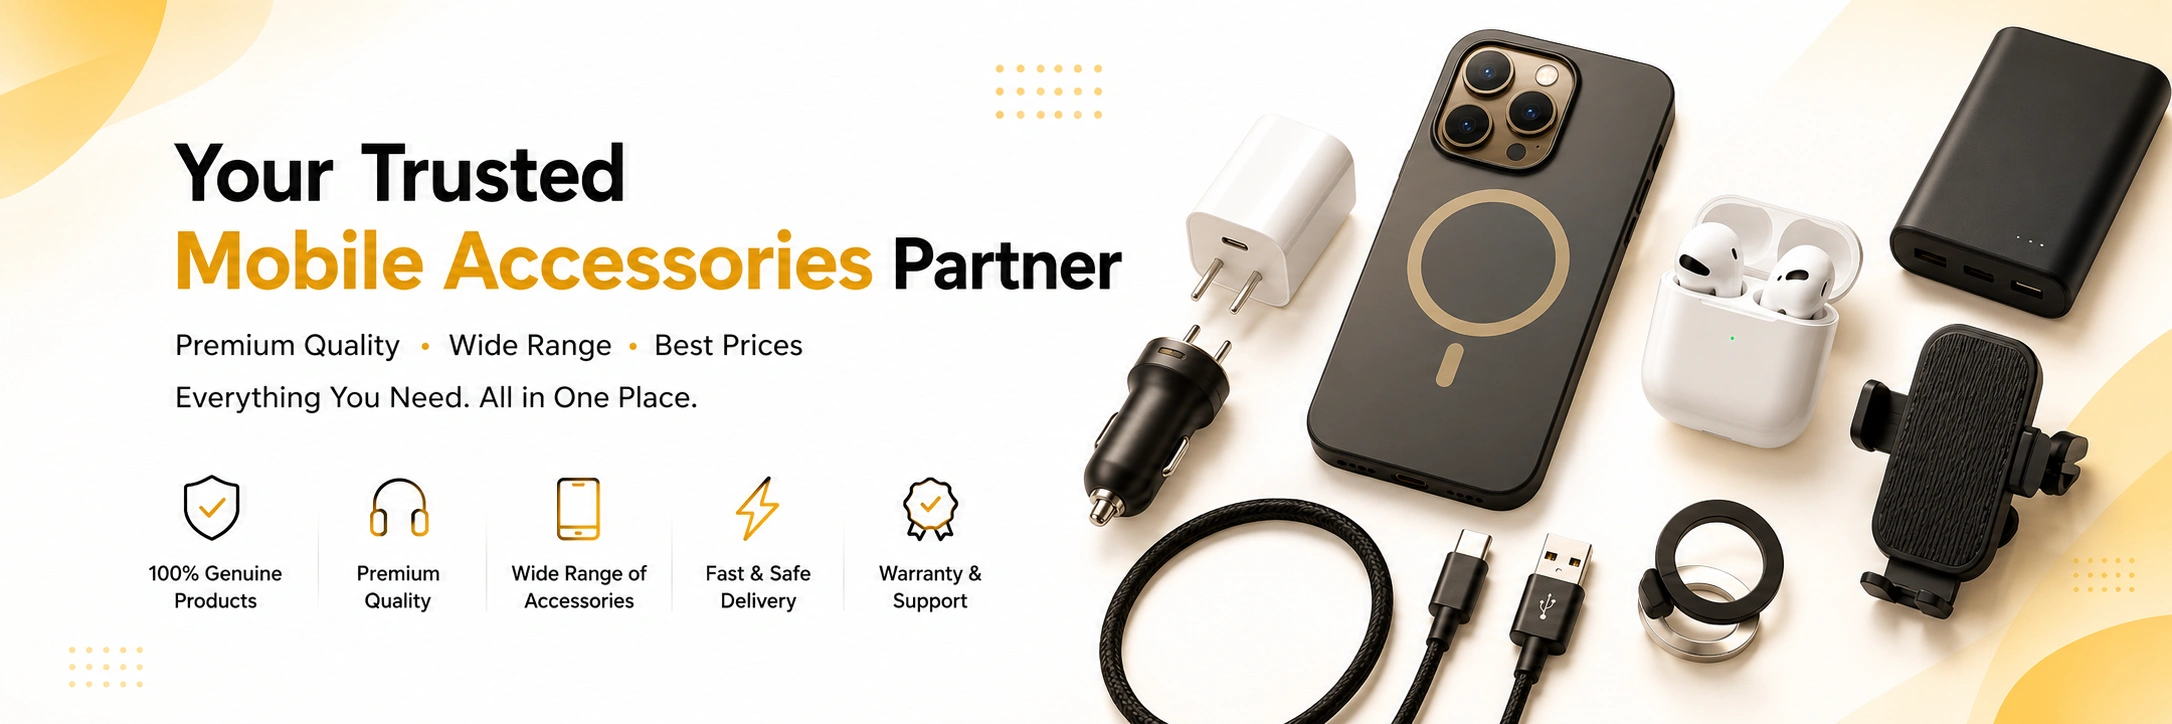 Your Trusted
Mobile Accessories Partner
Premium Quality • Wide Range • Best Prices
Everything You Need. All in One Place.
100% Genuine
Products
Premium
Quality
Wide Range of
Accessories
Fast & Safe
Delivery
Warranty &
Support